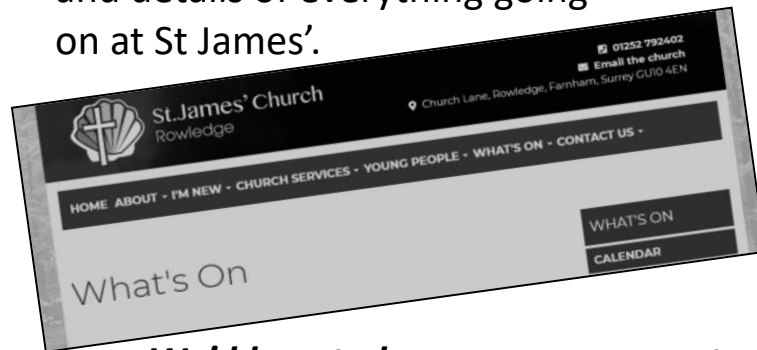 on at St James’.
01252 792402
Email the church
St.James’ Church
Rowledge
Church Lane, Rowledge, Farnham, Surrey GU10 4EN
HOME ABOUT - I'M NEW - CHURCH SERVICES - YOUNG PEOPLE - WHAT'S ON - CONTACT US -
WHAT'S ON
CALENDAR
What's On